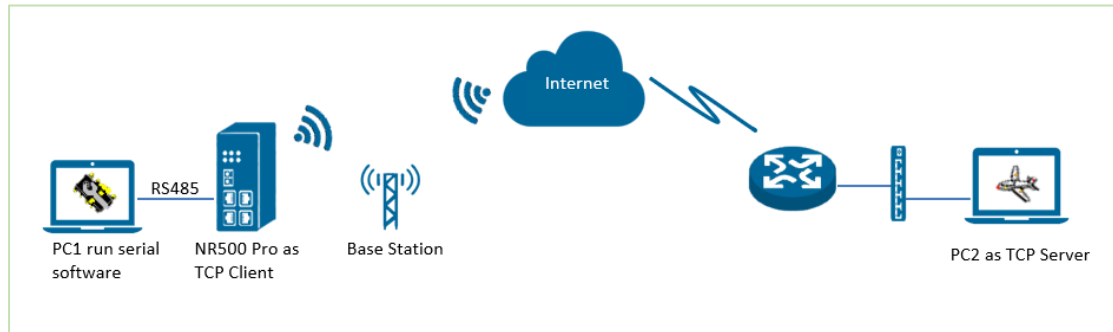 Internet
RS485
PC1 run serial
software
NR500 Pro as
TCP Client
Base Station
PC2 as TCP Server